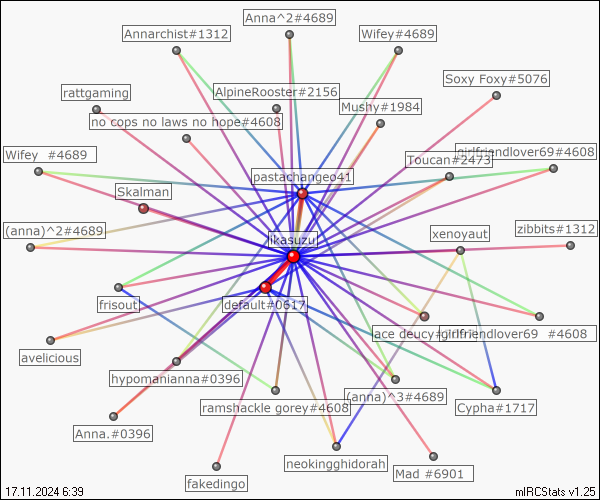 Anna^2#4689
Annarchist#1312
Wifey#4689
Soxy Foxy#5076
rattgaming
AlpineRooster#2156
Mushy#1984
no cops no laws no hope#4608
Wifey  #4689
Toucan#2473
girlfriendlover69#4608
pastachangeo41
Skalman
(anna)^2#4689
xenoyaut
zibbits#1312
likasuzu
frisout
default#0617
ace deucy
girlfriendlover69  #4608
avelicious
hypomanianna#0396
(anna)^3#4689
ramshackle gorey#4608
Cypha#1717
Anna.#0396
neokingghidorah
Mad #6901
fakedingo
17.11.2024 6:39
mIRCStats v1.25